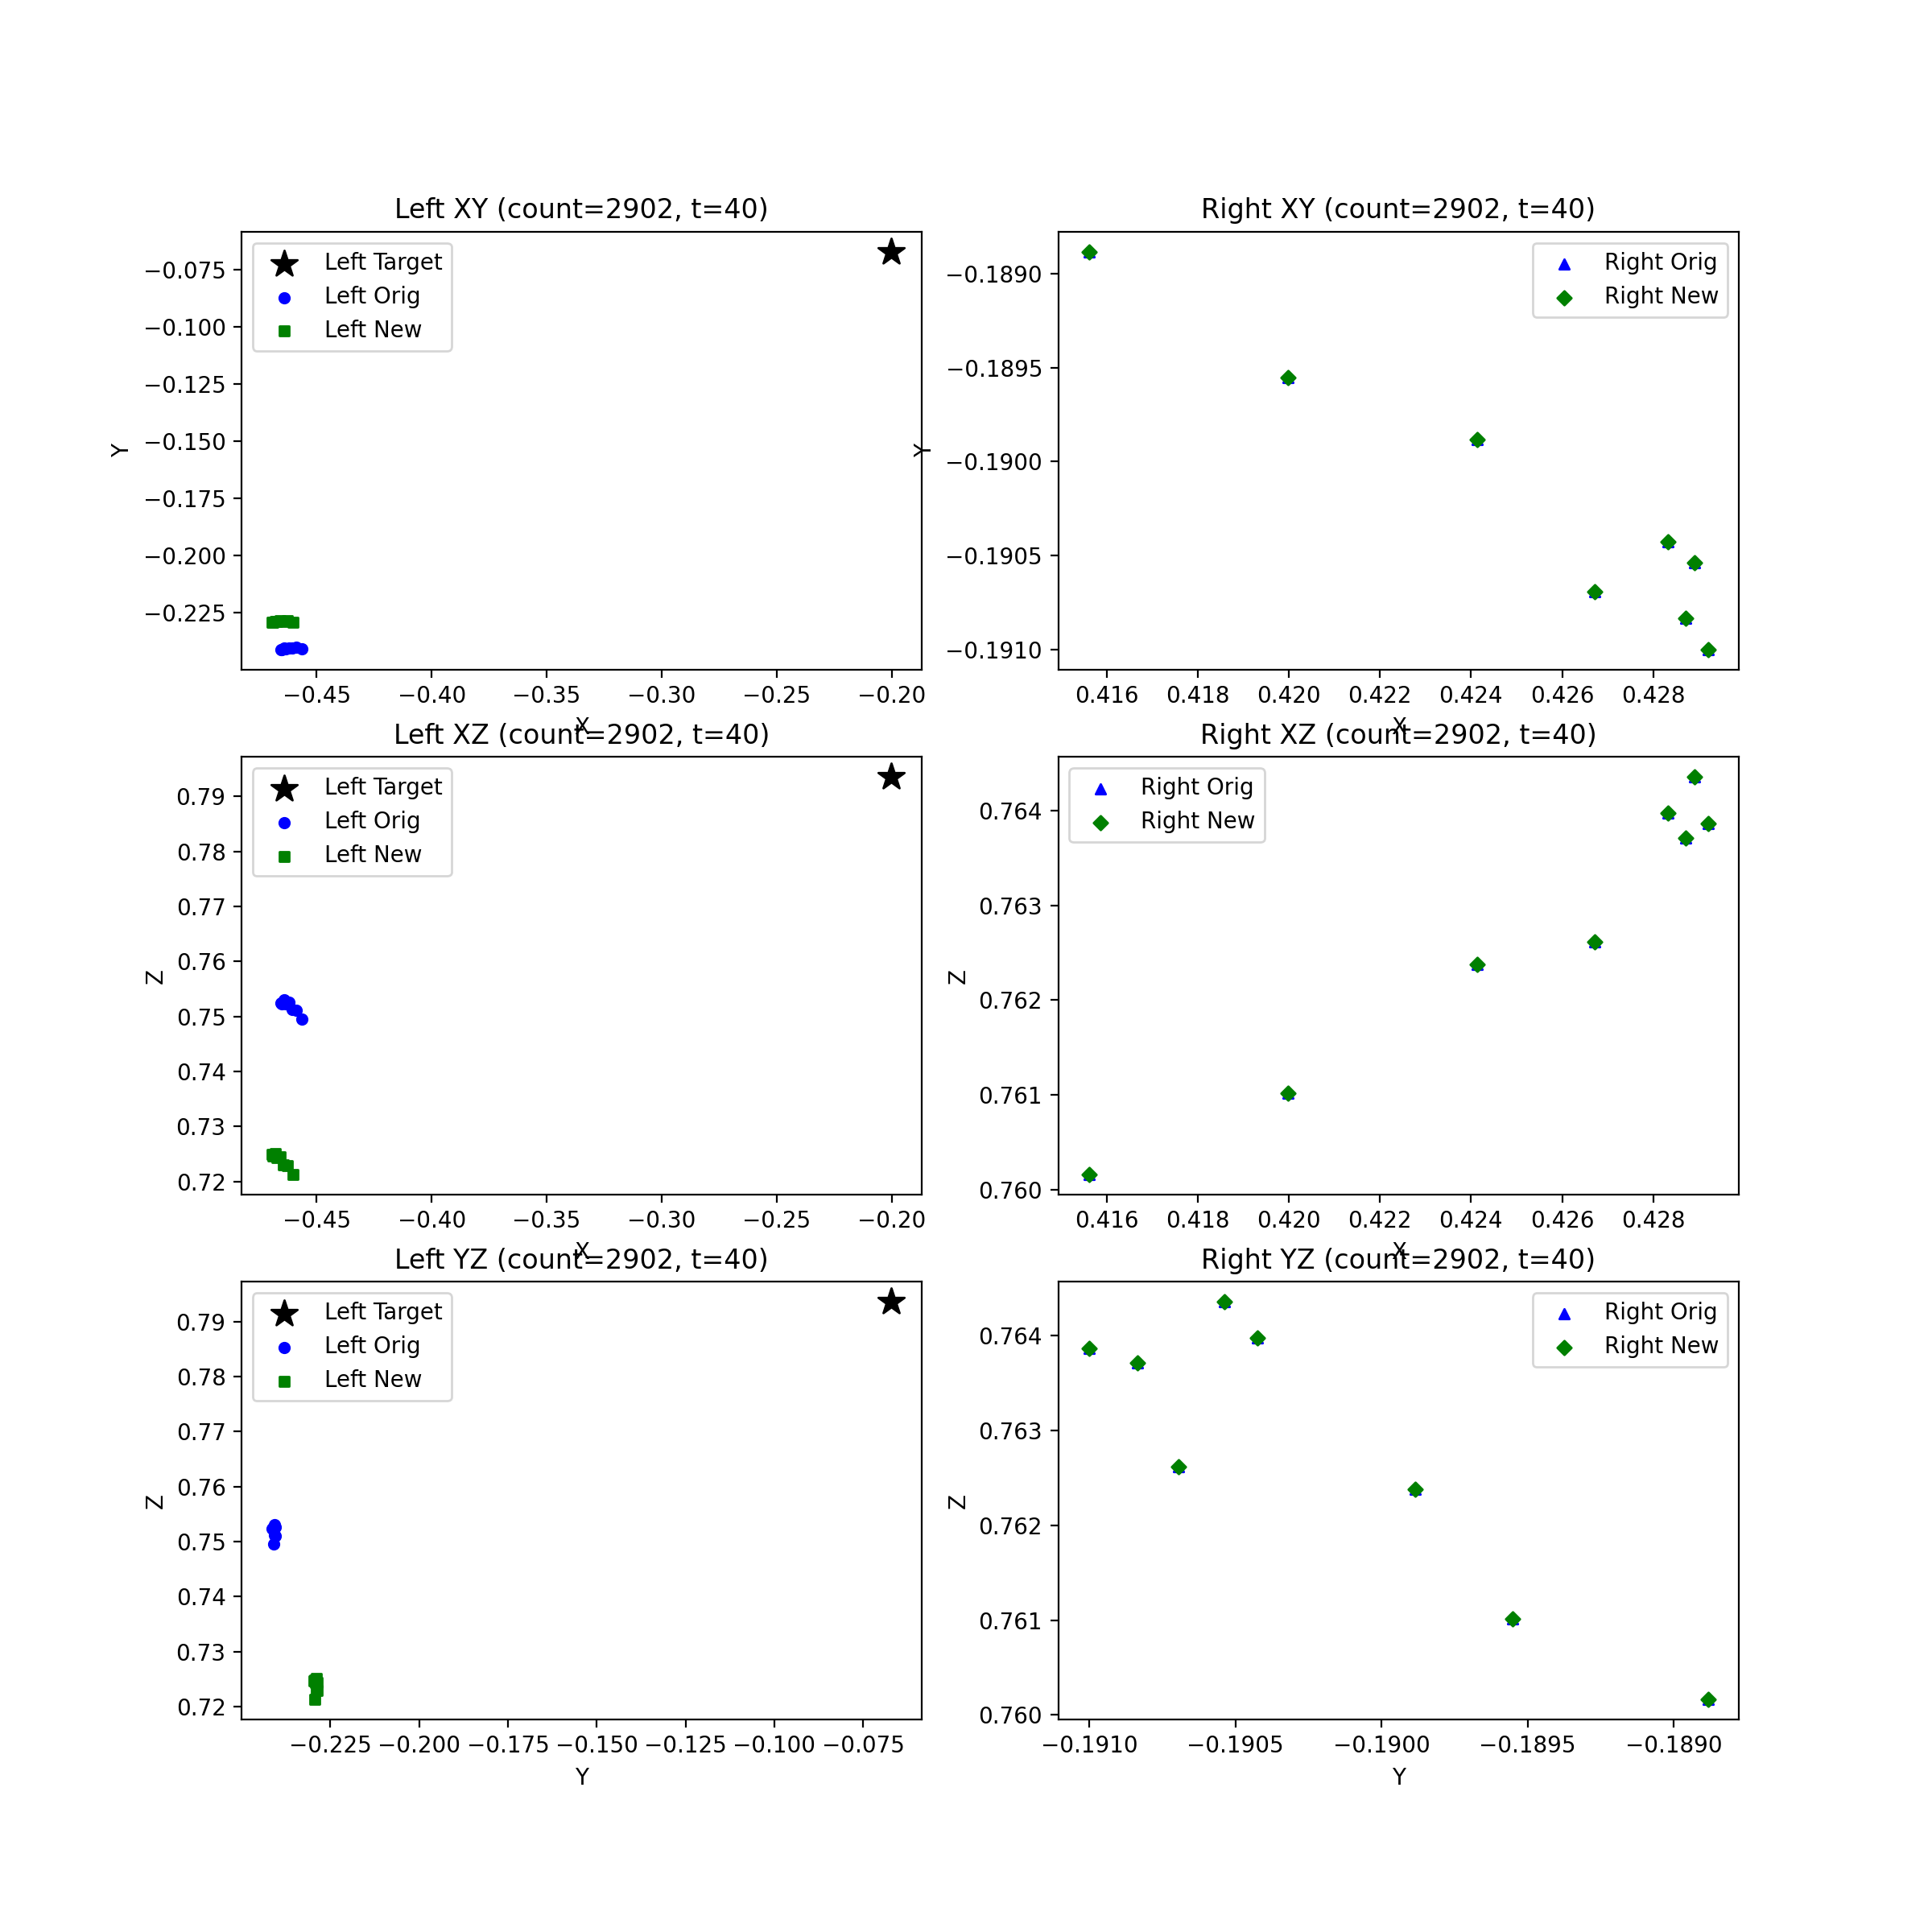 Left XY (count=2902, t=40)
Left Target
Left Orig
Left New
−0.075
−0.100
−0.125
−0.150
−0.175
−0.200
−0.225
Y
−0.45 −0.40 −0.35 −0.30 −0.25 −0.20
X
Right XY (count=2902, t=40)
Right Orig
Right New
−0.1890
−0.1895
−0.1900
−0.1905
−0.1910
Y
0.416 0.418 0.420 0.422 0.424 0.426 0.428
X
Left XZ (count=2902, t=40)
Left Target
Left Orig
Left New
0.79
0.78
0.77
0.76
0.75
0.74
0.73
0.72
Z
−0.45 −0.40 −0.35 −0.30 −0.25 −0.20
X
Right XZ (count=2902, t=40)
Right Orig
Right New
0.764
0.763
0.762
0.761
0.760
Z
0.416 0.418 0.420 0.422 0.424 0.426 0.428
X
Left YZ (count=2902, t=40)
Left Target
Left Orig
Left New
0.79
0.78
0.77
0.76
0.75
0.74
0.73
0.72
Z
−0.225 −0.200 −0.175 −0.150 −0.125 −0.100 −0.075
Y
Right YZ (count=2902, t=40)
Right Orig
Right New
0.764
0.763
0.762
0.761
0.760
Z
−0.1910 −0.1905 −0.1900 −0.1895 −0.1890
Y